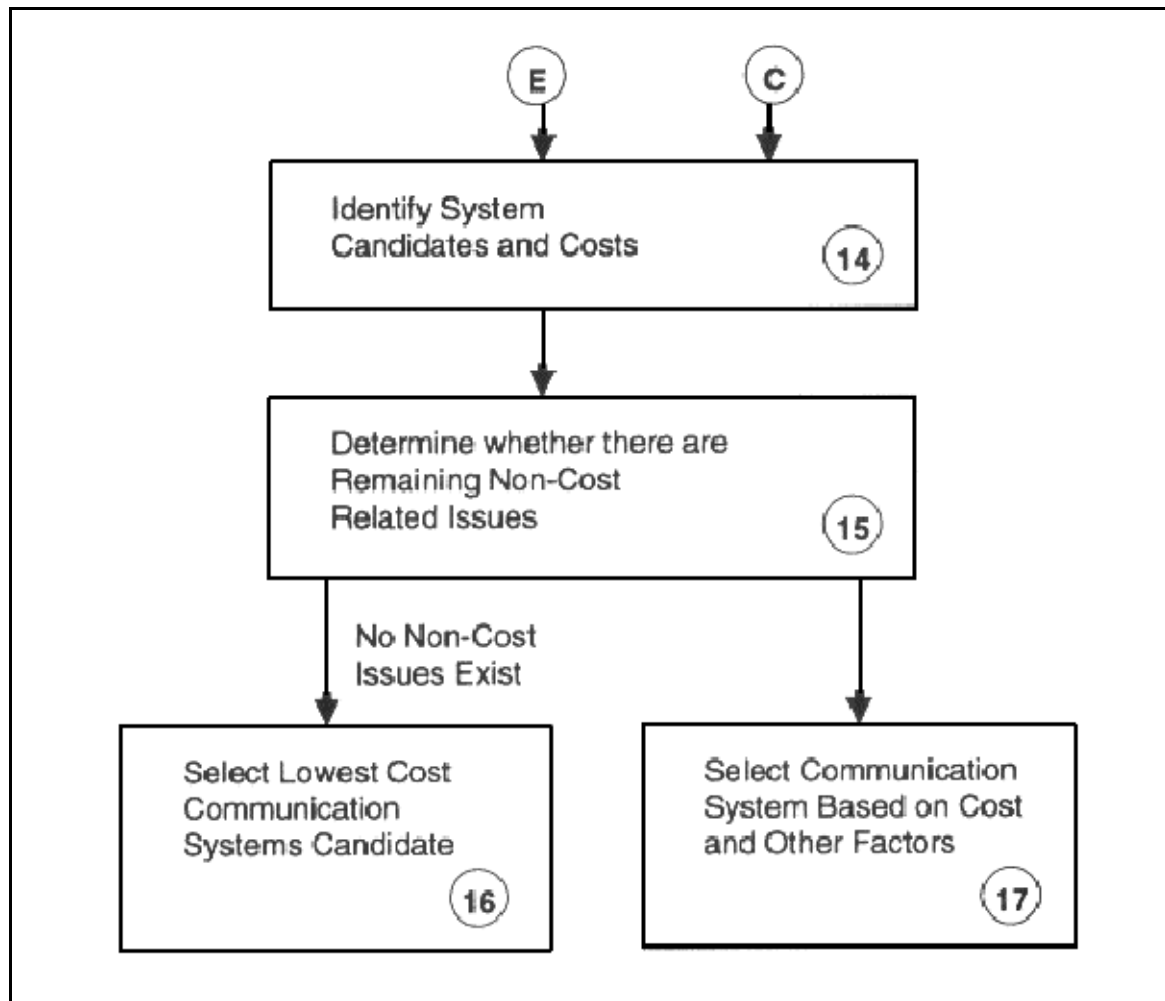 E
C
Identify System
Candidates and Costs
14
Determine whether there are
Remaining Non-Cost
Related Issues
15
No Non-Cost
Issues Exist
Select Lowest Cost
Communication
Systems Candidate
16
Select Communication
System Based on Cost
and Other Factors
17